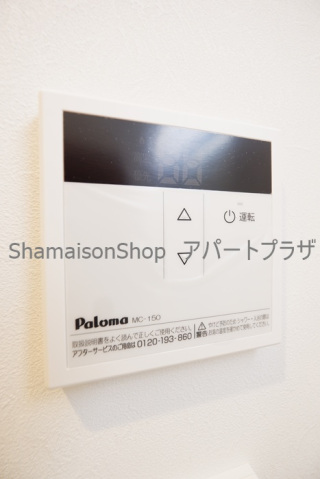 △ ⏻ 運転
ShamaisonShop アパートプラザ
▽
Paloma MC-150
取扱説明書をよく読んで正しくご使用ください。
アフターサービスのご用命は 0120-193-860
警告